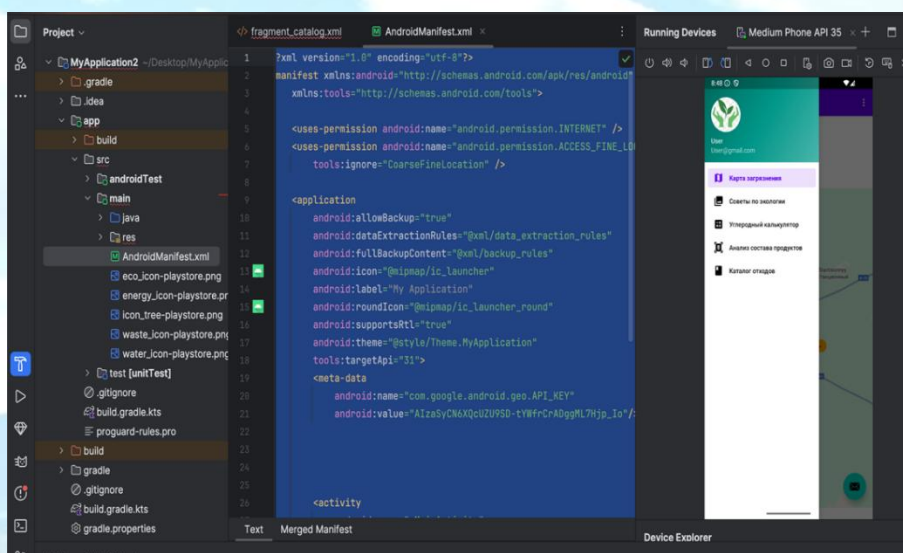 Project
MyApplication2 ~/Desktop/MyApplic
.gradle
.idea
app
build
src
androidTest
main
java
res
AndroidManifest.xml
eco_icon-playstore.png
energy_icon-playstore.pr
icon_tree-playstore.png
waste_icon-playstore.png
water_icon-playstore.png
test [unitTest]
.gitignore
build.gradle.kts
proguard-rules.pro
build
gradle
.gitignore
build.gradle.kts
gradle.properties
fragment_catalog.xml
AndroidManifest.xml
1 ?xml version="1.0" encoding="utf-8"?>
2 manifest xmlns:android="http://schemas.android.com/apk/res/android"
3 xmlns:tools="http://schemas.android.com/tools">
4
5 <uses-permission android:name="android.permission.INTERNET" />
6 <uses-permission android:name="android.permission.ACCESS_FINE_LO
7 tools:ignore="CoarseFineLocation" />
8
9 <application
10 android:allowBackup="true"
11 android:dataExtractionRules="@xml/data_extraction_rules"
12 android:fullBackupContent="@xml/backup_rules"
13 android:icon="@mipmap/ic_launcher"
14 android:label="My Application"
15 android:roundIcon="@mipmap/ic_launcher_round"
16 android:supportsRtl="true"
17 android:theme="@style/Theme.MyApplication"
18 tools:targetApi="31">
19 <meta-data
20 android:name="com.google.android.geo.API_KEY"
21 android:value="AIzaSyCN6XQcUZU9SD-tYWfrCrADggML7Hjp_Io"/
22
23
24
25
26 <activity
Text Merged Manifest
Running Devices
Medium Phone API 35
8:48
User
User@gmail.com
Карта загрязнения
Советы по экологии
Углеродный калькулятор
Анализ состава продуктов
Каталог отходов
Device Explorer